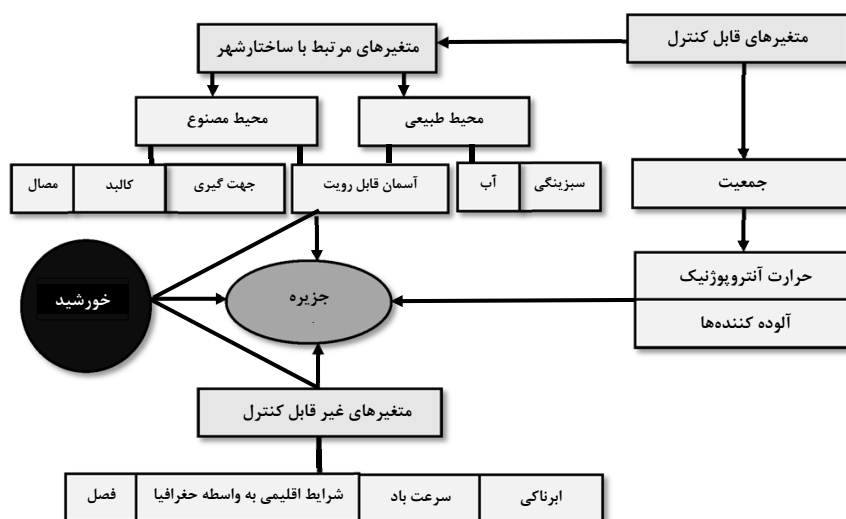 متغیرهای قابل کنترل
متغیرهای مرتبط با ساختارشهر
محیط طبیعی
محیط مصنوع
سبزینگی
آب
آسمان قابل رویت
جهت گیری
کالبد
مصال
جمعیت
حرارت آنتروپوژنیک
آلوده کننده‌ها
جزیره
خورشید
متغیرهای غیر قابل کنترل
ابرناکی
سرعت باد
شرایط اقلیمی به واسطه حغرافیا
فصل